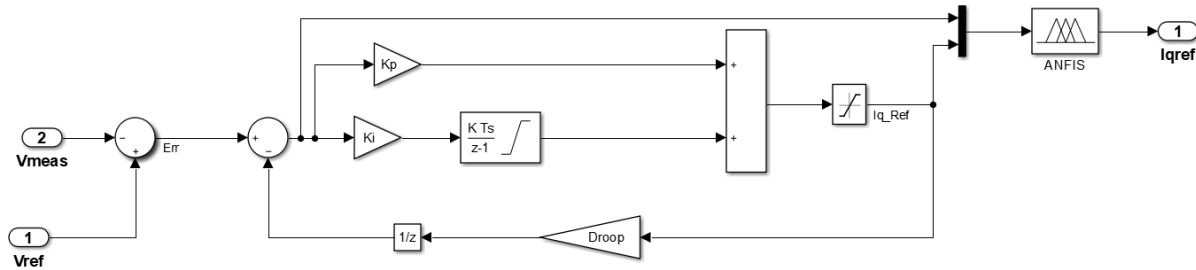 1
Iqref
ANFIS
Kp
+
Iq_Ref
2
Vmeas
−
+
Err
+
−
Ki
K Ts
z-1
+
1/z
Droop
1
Vref